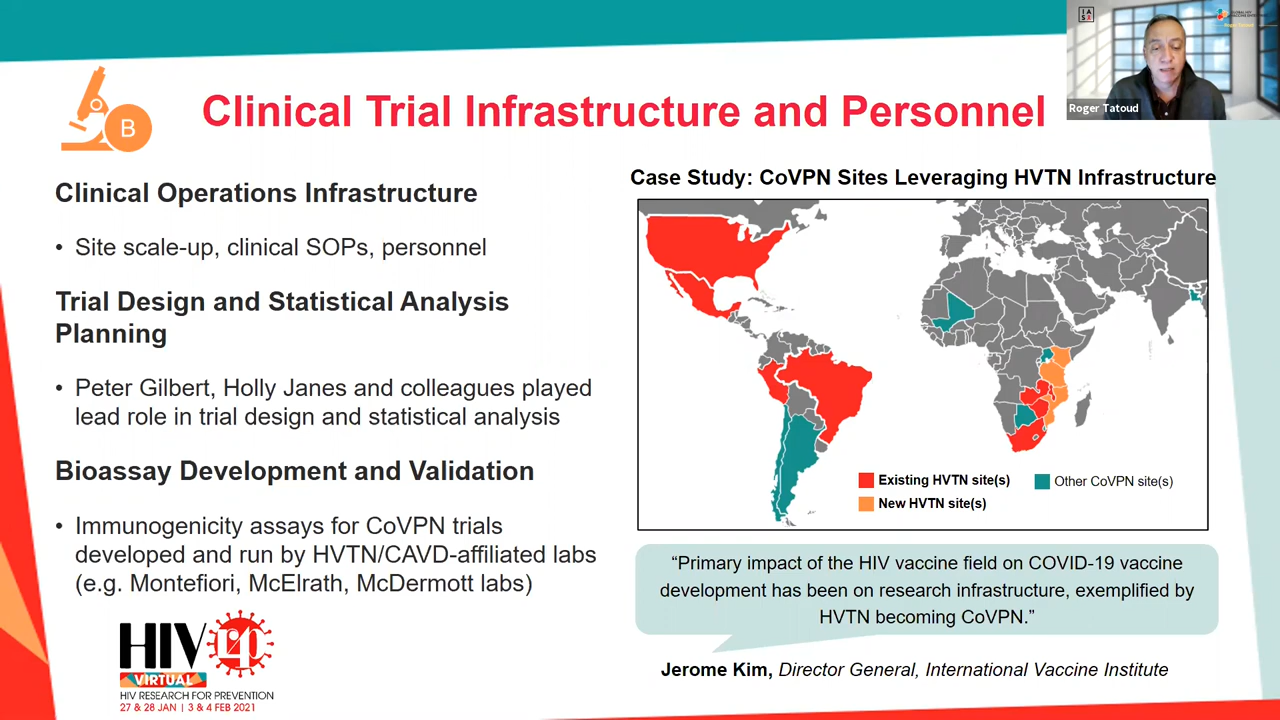 B
Clinical Trial Infrastructure and Personnel
Roger Tatoud
Clinical Operations Infrastructure
• Site scale-up, clinical SOPs, personnel
Trial Design and Statistical Analysis
Planning
• Peter Gilbert, Holly Janes and colleagues played
lead role in trial design and statistical analysis
Bioassay Development and Validation
• Immunogenicity assays for CoVPN trials
developed and run by HVTN/CAVD-affiliated labs
(e.g. Montefiori, McElrath, McDermott labs)
Case Study: CoVPN Sites Leveraging HVTN Infrastructure
Existing HVTN site(s)
Other CoVPN site(s)
New HVTN site(s)
“Primary impact of the HIV vaccine field on COVID-19 vaccine
development has been on research infrastructure, exemplified by
HVTN becoming CoVPN.”
Jerome Kim, Director General, International Vaccine Institute
HIV r4p
VIRTUAL
HIV RESEARCH FOR PREVENTION
27 & 28 JAN | 3 & 4 FEB 2021